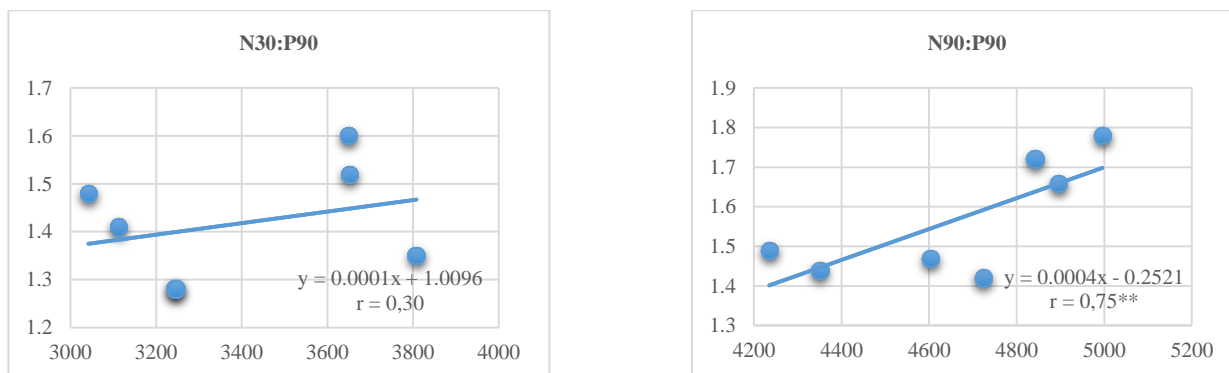 N30:P90
1.7
1.6
1.5
1.4
1.3
1.2
y = 0.0001x + 1.0096
r = 0,30
3000 3200 3400 3600 3800 4000
N90:P90
1.9
1.8
1.7
1.6
1.5
1.4
1.3
y = 0.0004x - 0.2521
r = 0,75**
4200 4400 4600 4800 5000 5200